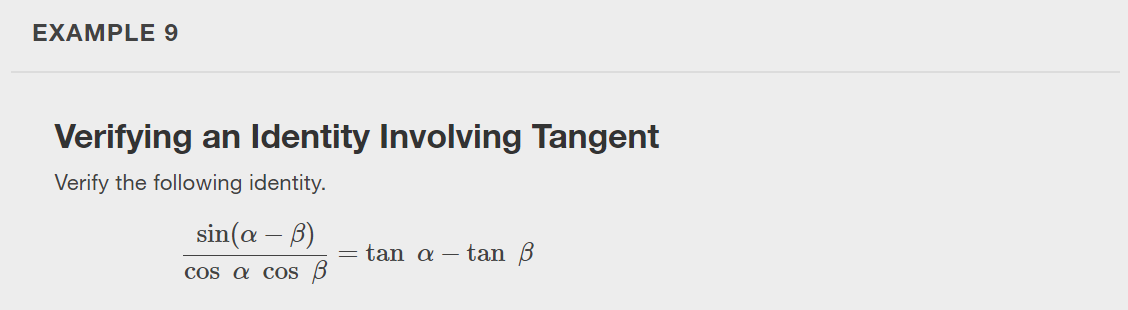 EXAMPLE 9
Verifying an Identity Involving Tangent
Verify the following identity.
sin(α − β)
cos α cos β
= tan α − tan β